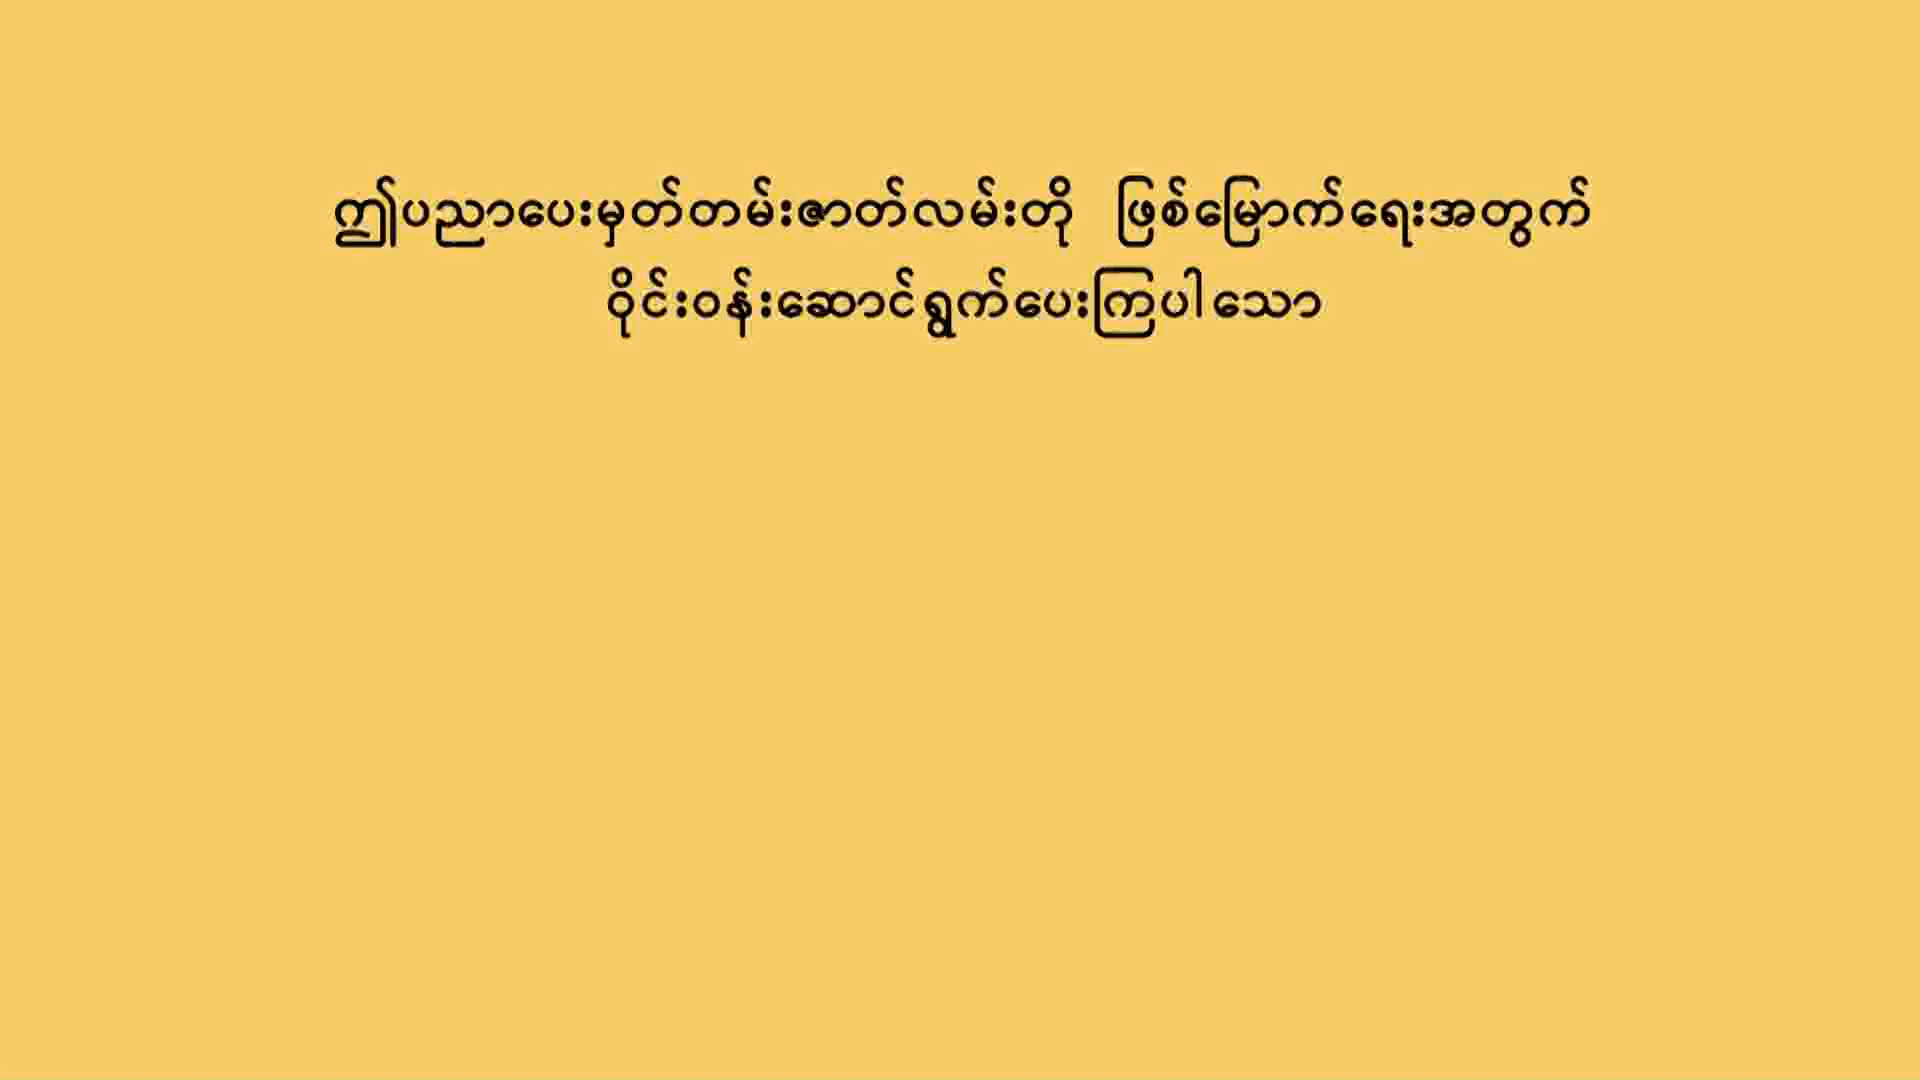 ဤပညာပေးမှတ်တမ်းဇာတ်လမ်းတို ဖြစ်မြောက်ရေးအတွက်
ဝိုင်းဝန်းဆောင်ရွက်ပေးကြပါသော